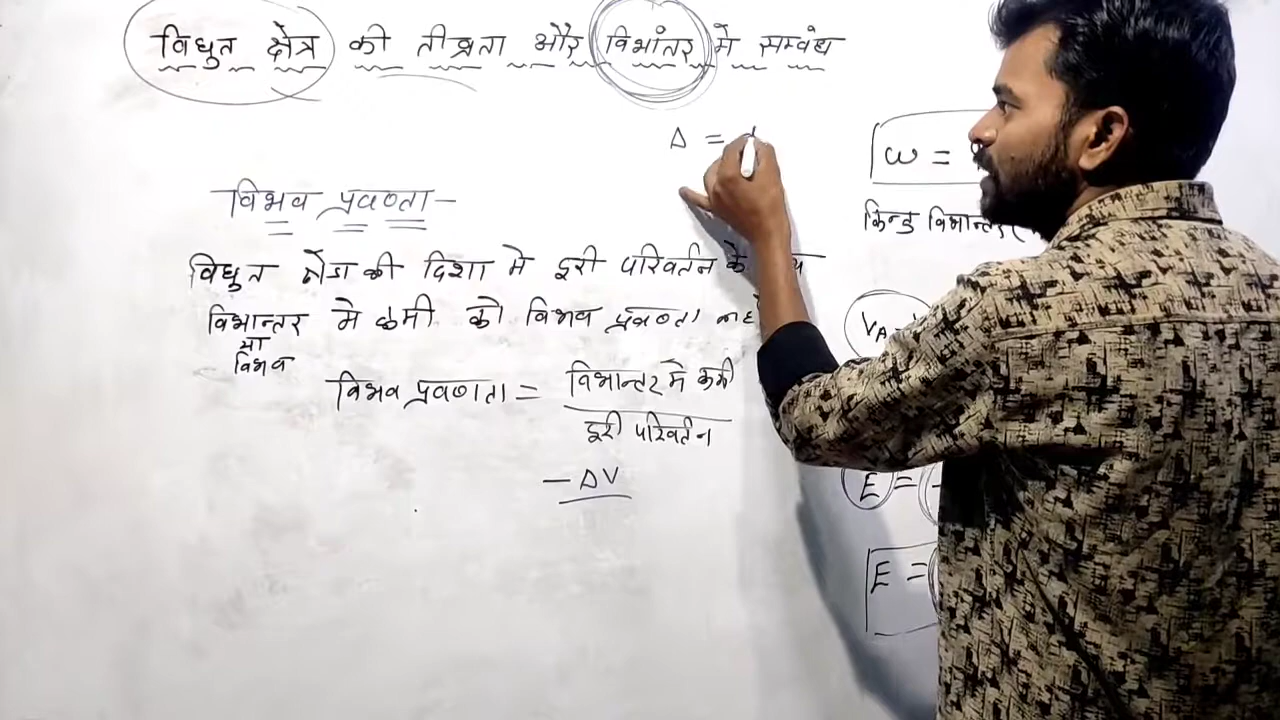 विधुत क्षेत्र की तीव्रता और विभांतर मे सम्वंध
Δ =
ω =
विभव प्रवणता -
किन्तु विभान्तर (
विधुत क्षेत्र की दिशा मे दुरी परिवर्तन के
विभान्तर मे कमी को विभव प्रवणता
या
विभव
V_A
विभव प्रवणता = विभान्तर मे कमी
दुरी परिवर्तन
- ΔV
E =
E =